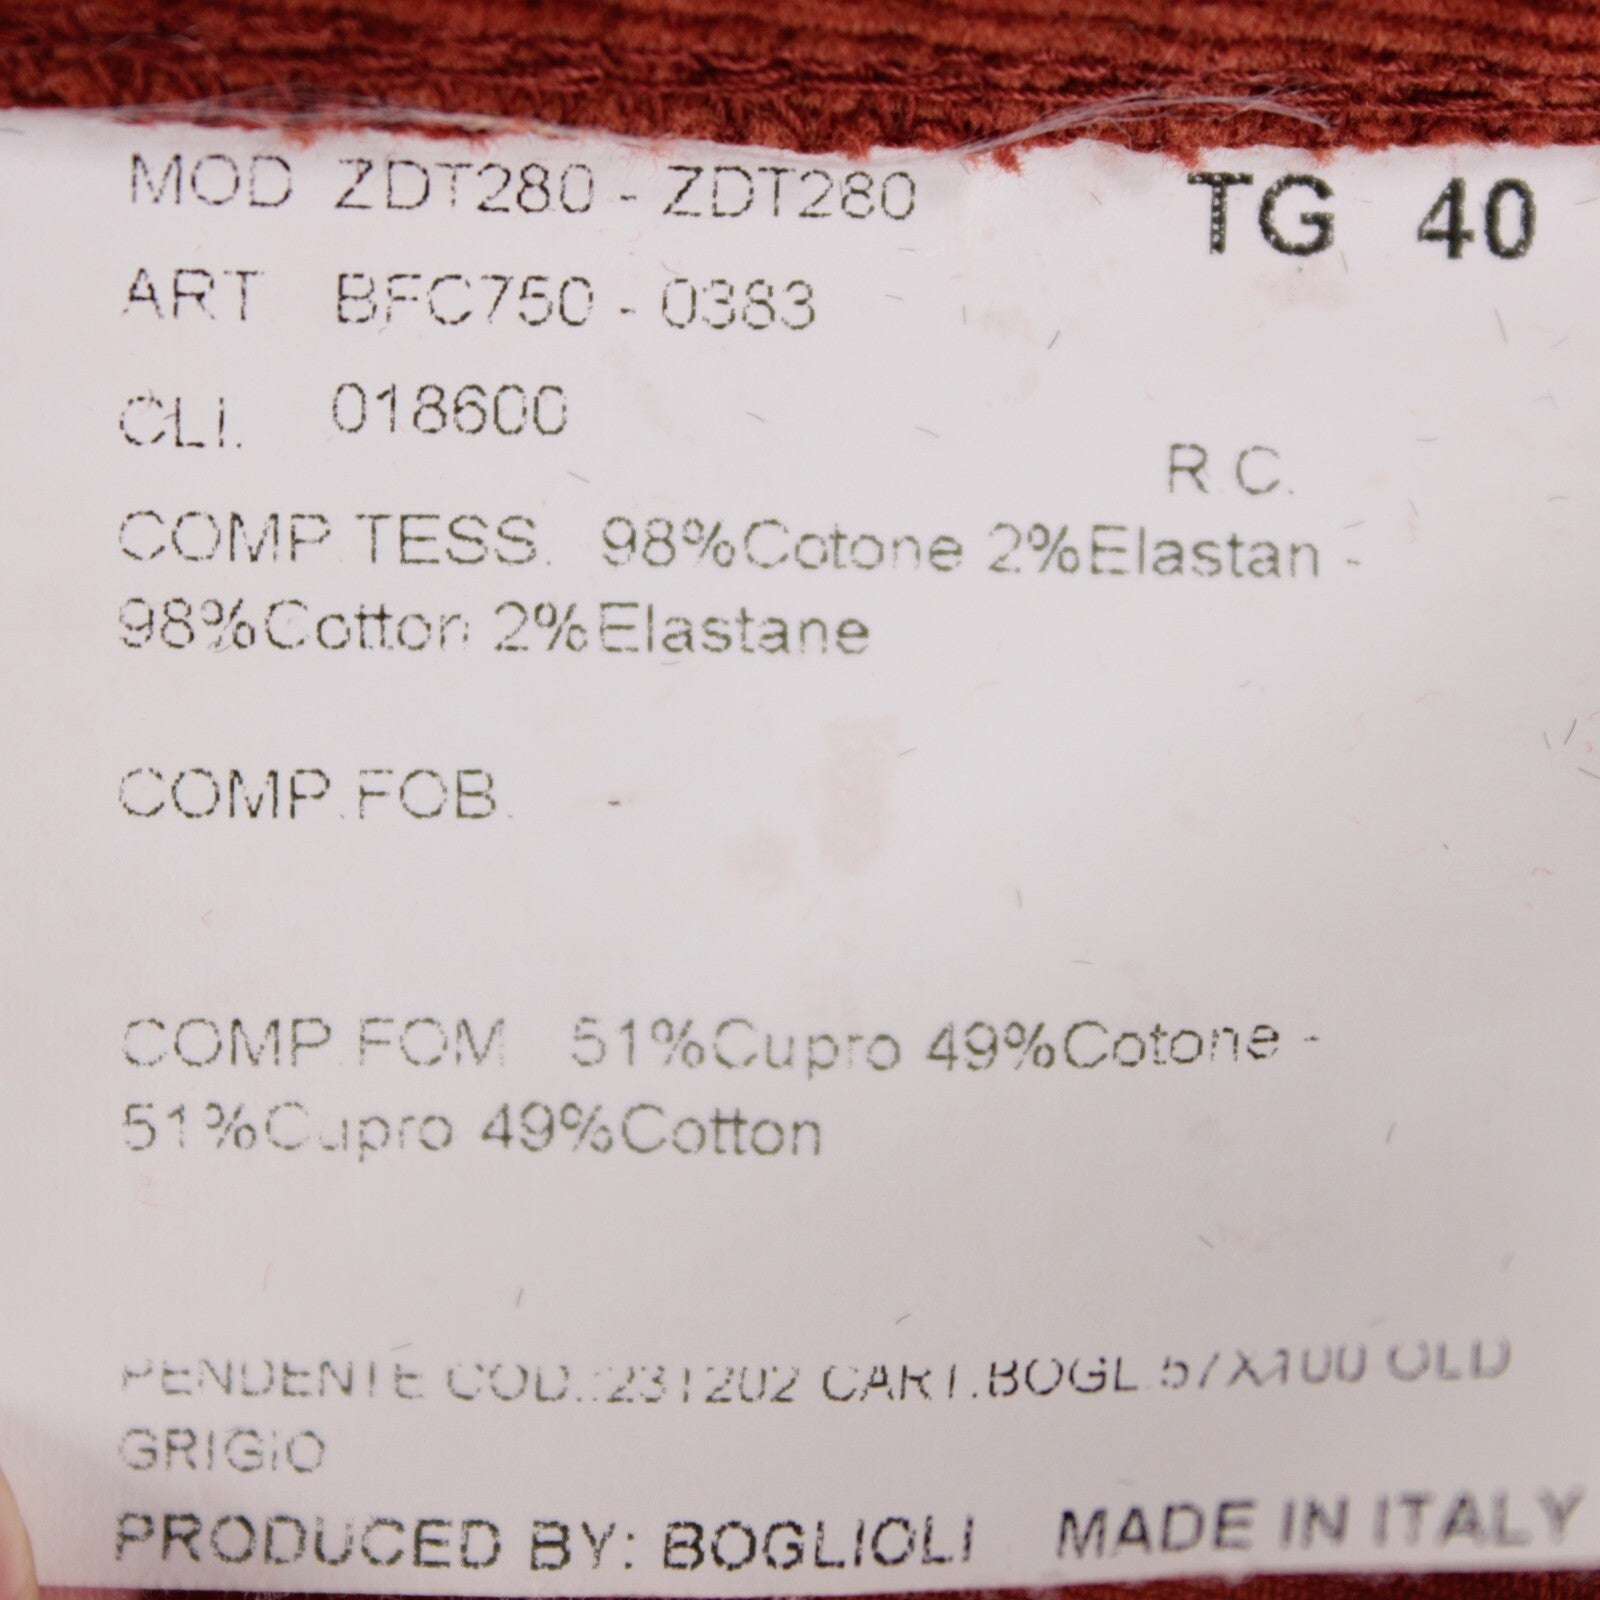 MOD ZDT280 - ZDT280 TG 40
ART BFC750 - 0383
CLI. 018600
R.C.
COMP.TESS. 98%Cotone 2%Elastan -
98%Cotton 2%Elastane
COMP.FOB. -
COMP.FOM 51%Cupro 49%Cotone -
51%Cupro 49%Cotton
PENDENTE COD.:231202 CART.BOGL.57X100 OLD
GRIGIO
PRODUCED BY: BOGLIOLI MADE IN ITALY